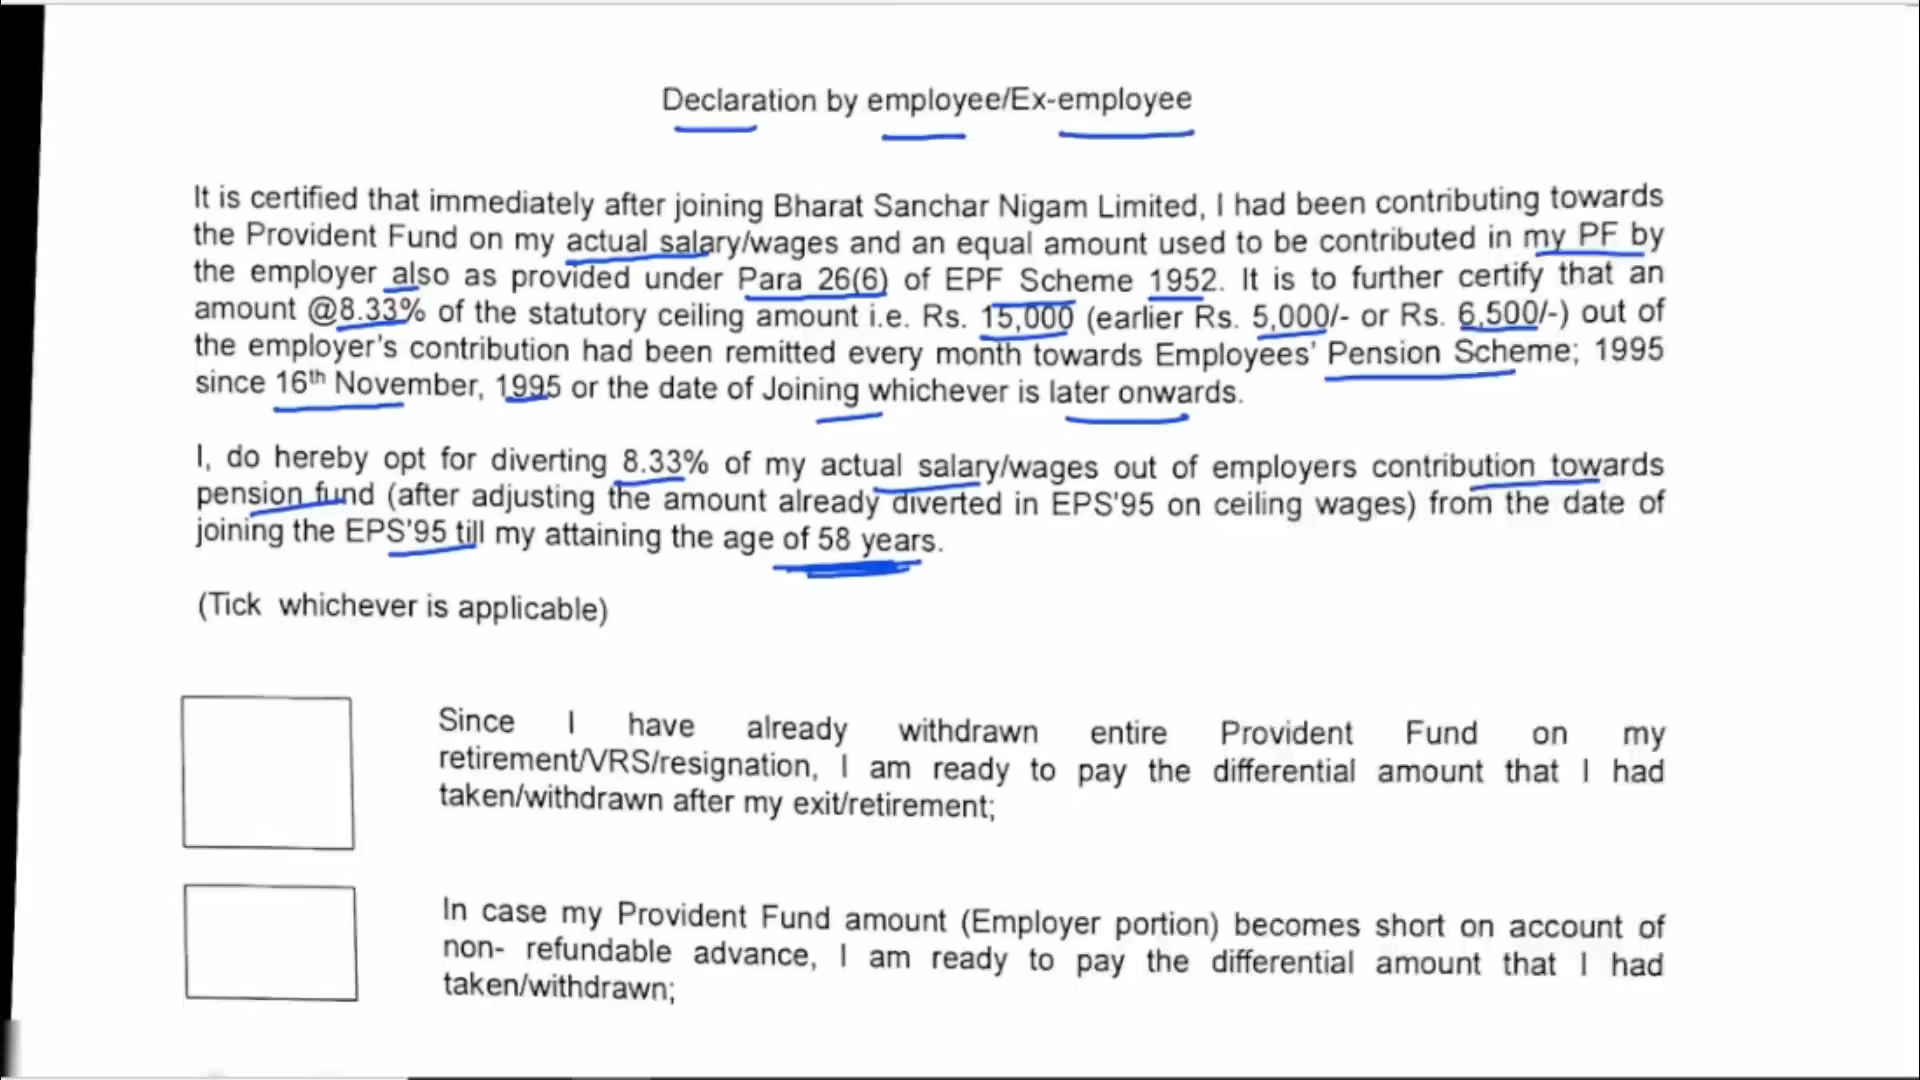 Declaration by employee/Ex-employee
It is certified that immediately after joining Bharat Sanchar Nigam Limited, I had been contributing towards
the Provident Fund on my actual salary/wages and an equal amount used to be contributed in my PF by
the employer also as provided under Para 26(6) of EPF Scheme 1952. It is to further certify that an
amount @8.33% of the statutory ceiling amount i.e. Rs. 15,000 (earlier Rs. 5,000/- or Rs. 6,500/-) out of
the employer's contribution had been remitted every month towards Employees' Pension Scheme; 1995
since 16th November, 1995 or the date of Joining whichever is later onwards.
I, do hereby opt for diverting 8.33% of my actual salary/wages out of employers contribution towards
pension fund (after adjusting the amount already diverted in EPS'95 on ceiling wages) from the date of
joining the EPS'95 till my attaining the age of 58 years.
(Tick whichever is applicable)
Since I have already withdrawn entire Provident Fund on my
retirement/VRS/resignation, I am ready to pay the differential amount that I had
taken/withdrawn after my exit/retirement;
In case my Provident Fund amount (Employer portion) becomes short on account of
non- refundable advance, I am ready to pay the differential amount that I had
taken/withdrawn;